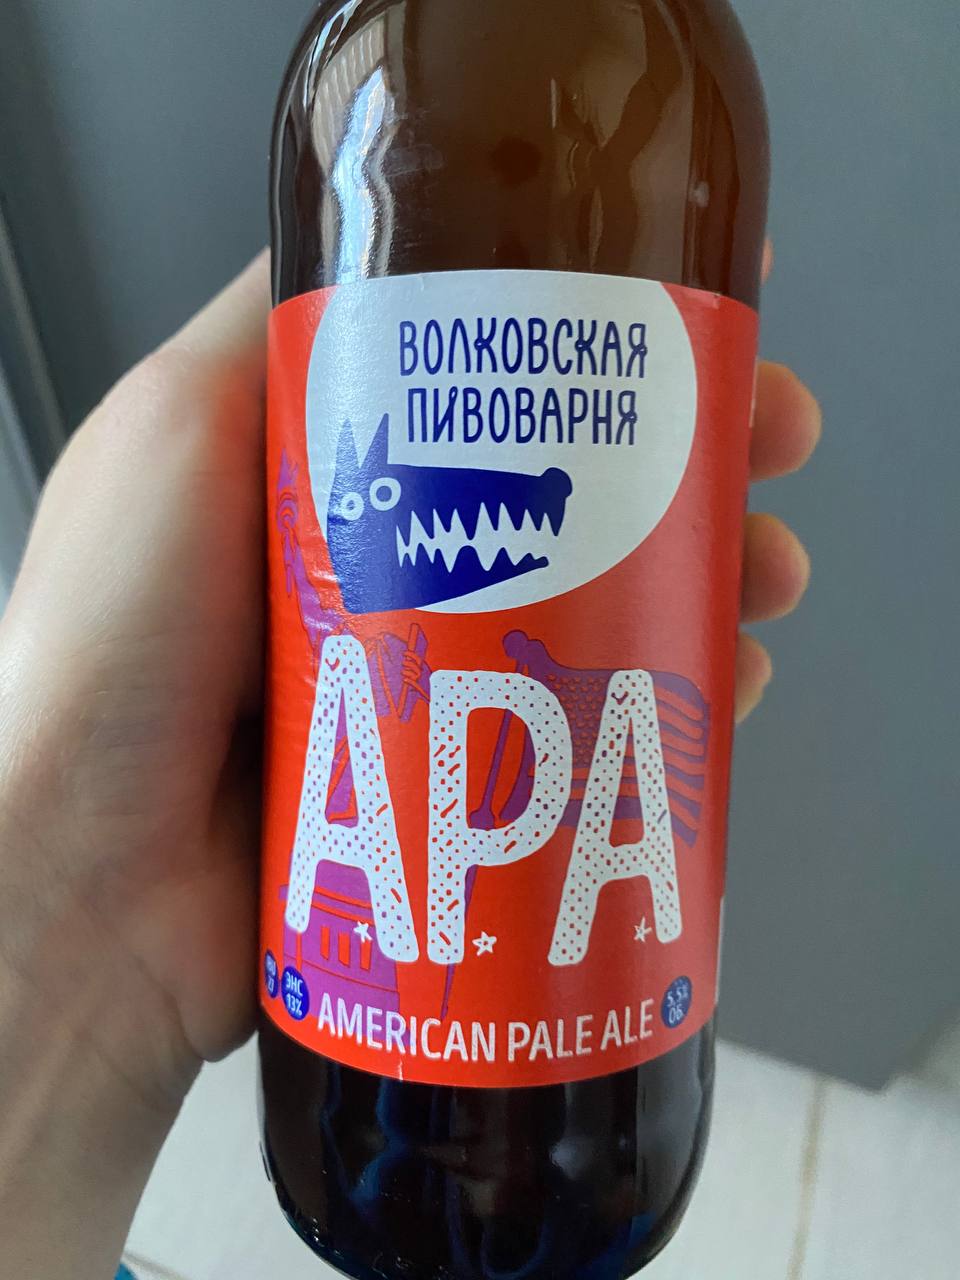 ВОЛКОВСКАЯ
ПИВОВАРНЯ
APA
ЭНС
13%
AMERICAN PALE ALE
5,5%
ОБ.